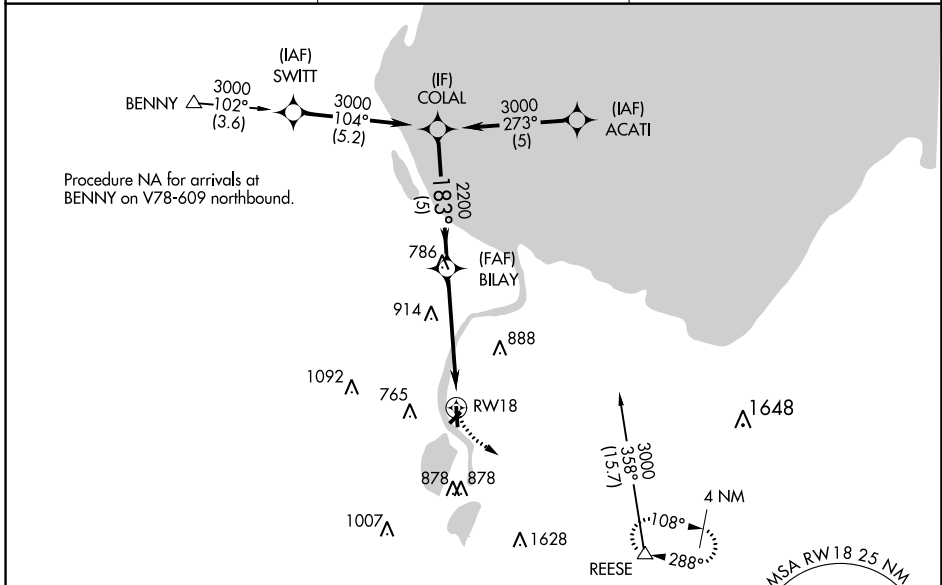 (IAF)
SWITT
(IF)
COLAL
BENNY
3000
102°
(3.6)
3000
104°
(5.2)
3000
273°
(5)
(IAF)
ACATI
Procedure NA for arrivals at
BENNY on V78-609 northbound.
2200
183°
(5)
786
(FAF)
BILAY
914
888
1092
765
RW18
1648
3000
358°
(15.7)
4 NM
878
878
108°
1007
1628
288°
REESE
MSA RW18 25 NM